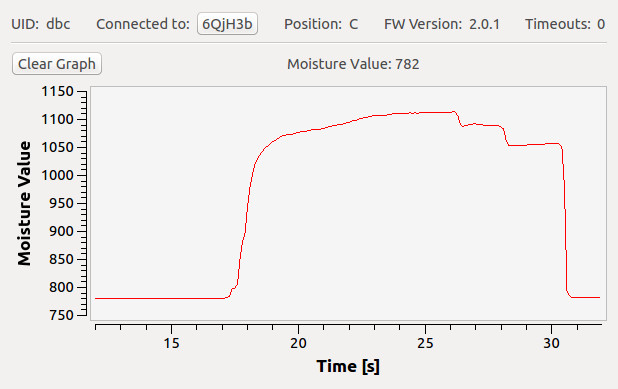 UID: dbc Connected to: 6QjH3b Position: C FW Version: 2.0.1 Timeouts: 0
Clear Graph Moisture Value: 782
1150
1100
1050
1000
950
900
850
800
750
Moisture Value
15 20 25 30
Time [s]